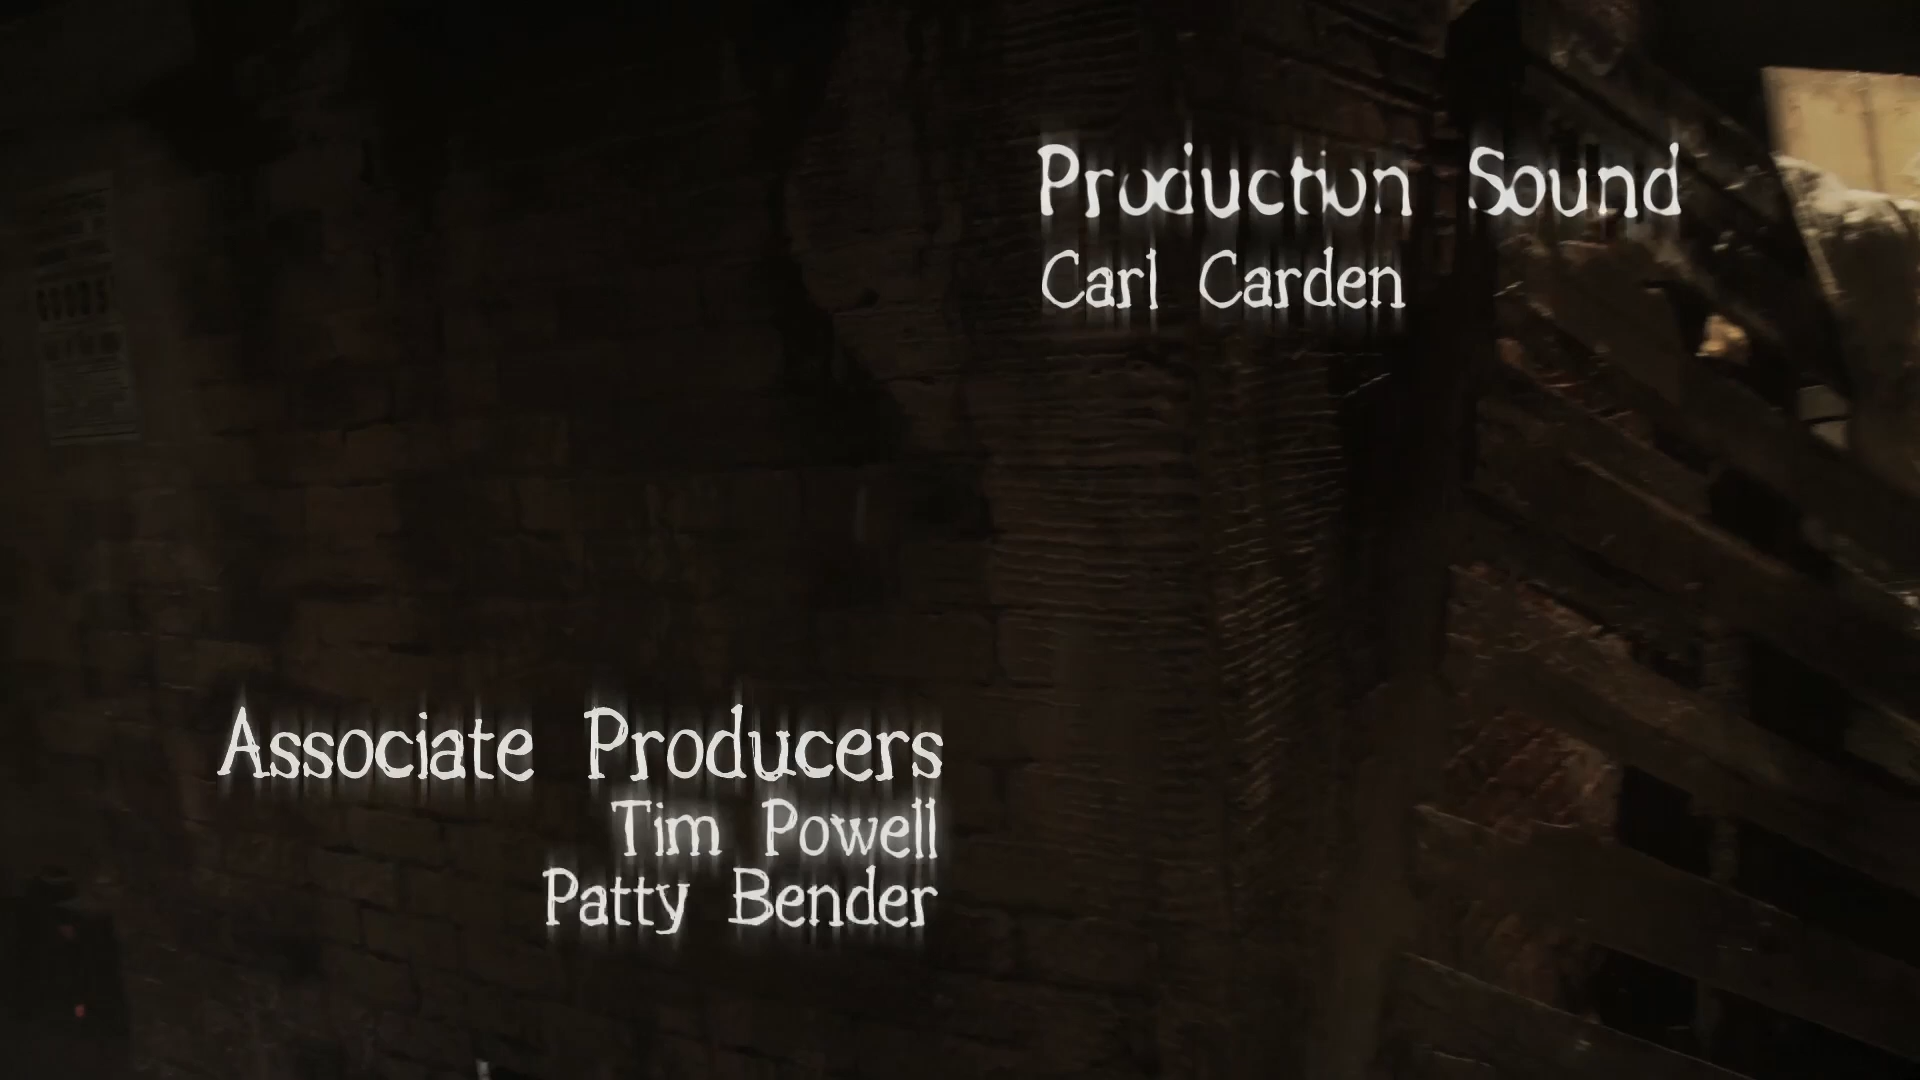 Production Sound
Carl Carden
Associate Producers
Tim Powell
Patty Bender